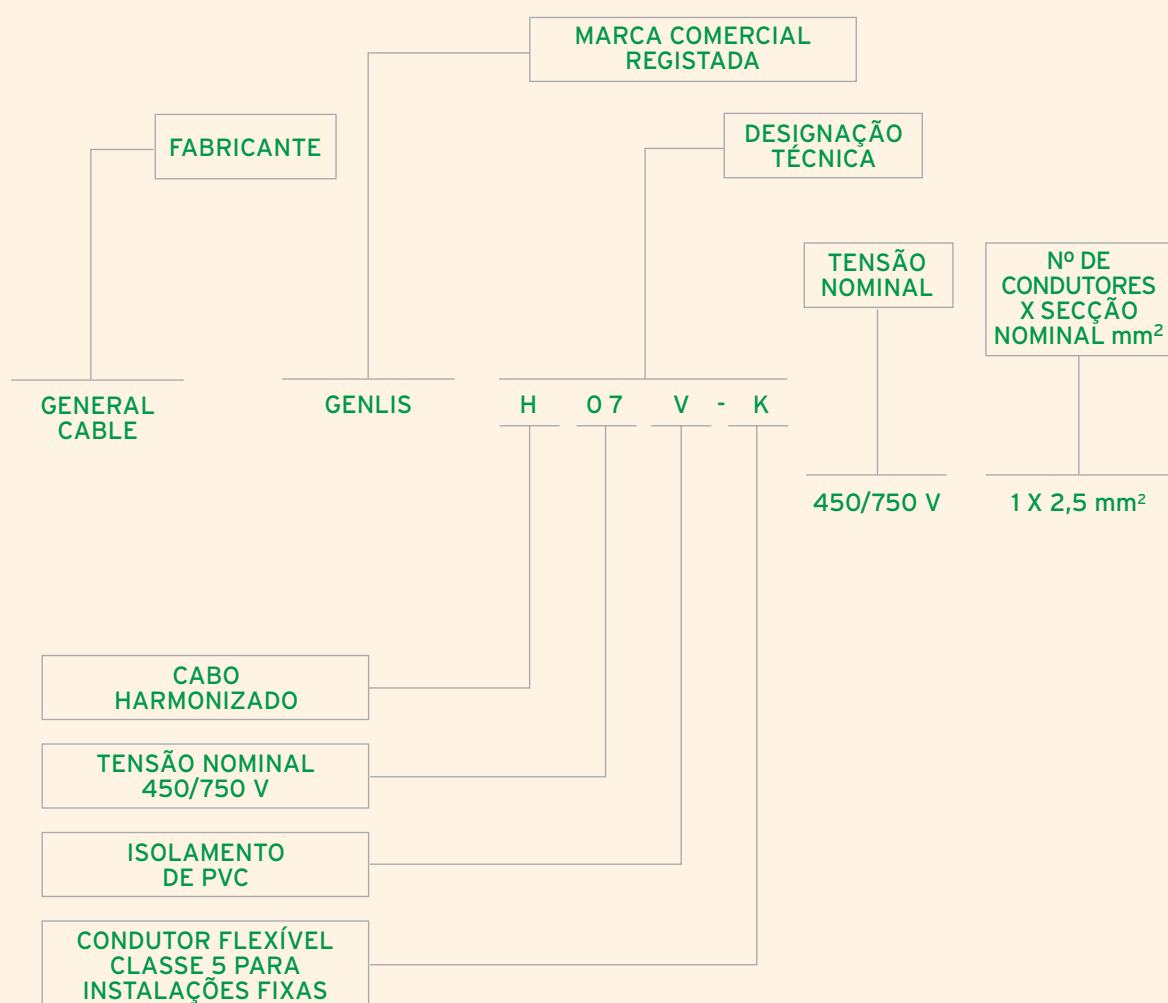 MARCA COMERCIAL
REGISTADA
FABRICANTE
DESIGNAÇÃO
TÉCNICA
TENSÃO
NOMINAL
Nº DE
CONDUTORES
X SECÇÃO
NOMINAL mm²
GENERAL
CABLE
GENLIS
H 07 V - K
450/750 V
1 X 2,5 mm²
CABO
HARMONIZADO
TENSÃO NOMINAL
450/750 V
ISOLAMENTO
DE PVC
CONDUTOR FLEXÍVEL
CLASSE 5 PARA
INSTALAÇÕES FIXAS